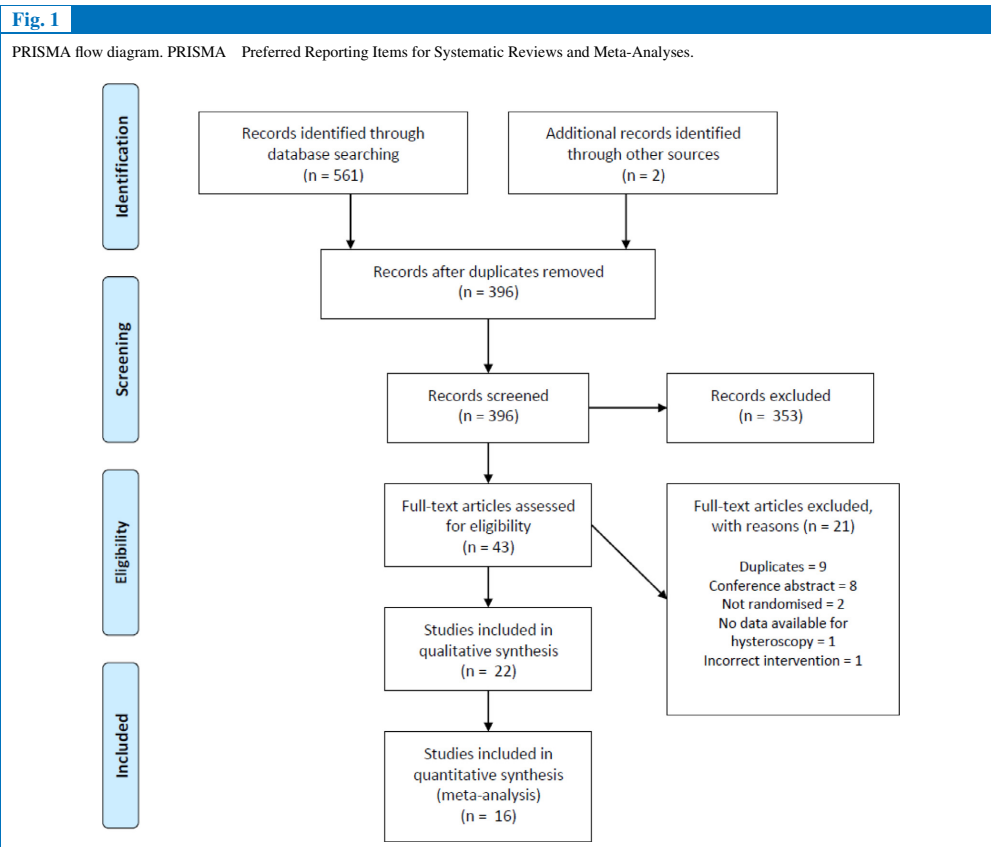 Fig. 1
PRISMA flow diagram. PRISMA Preferred Reporting Items for Systematic Reviews and Meta-Analyses.
Identification
Records identified through
database searching
(n = 561)
Additional records identified
through other sources
(n = 2)
Records after duplicates removed
(n = 396)
Screening
Records screened
(n = 396)
Records excluded
(n = 353)
Eligibility
Full-text articles assessed
for eligibility
(n = 43)
Full-text articles excluded,
with reasons (n = 21)
Duplicates = 9
Conference abstract = 8
Not randomised = 2
No data available for
hysteroscopy = 1
Incorrect intervention = 1
Studies included in
qualitative synthesis
(n = 22)
Included
Studies included in
quantitative synthesis
(meta-analysis)
(n = 16)